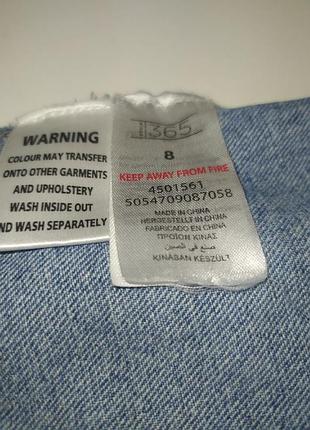 WARNING
COLOUR MAY TRANSFER
ONTO OTHER GARMENTS
AND UPHOLSTERY
WASH INSIDE OUT
ND WASH SEPARATELY
365
8
KEEP AWAY FROM FIRE
4501561
5054709087058
MADE IN CHINA
HERGESTELLT IN CHINA
FABRICADO EN CHINA
ΠΡΟΪΟΝ ΚΙΝΑΣ
صنع في الصين
KÍNÁBAN KÉSZÜLT